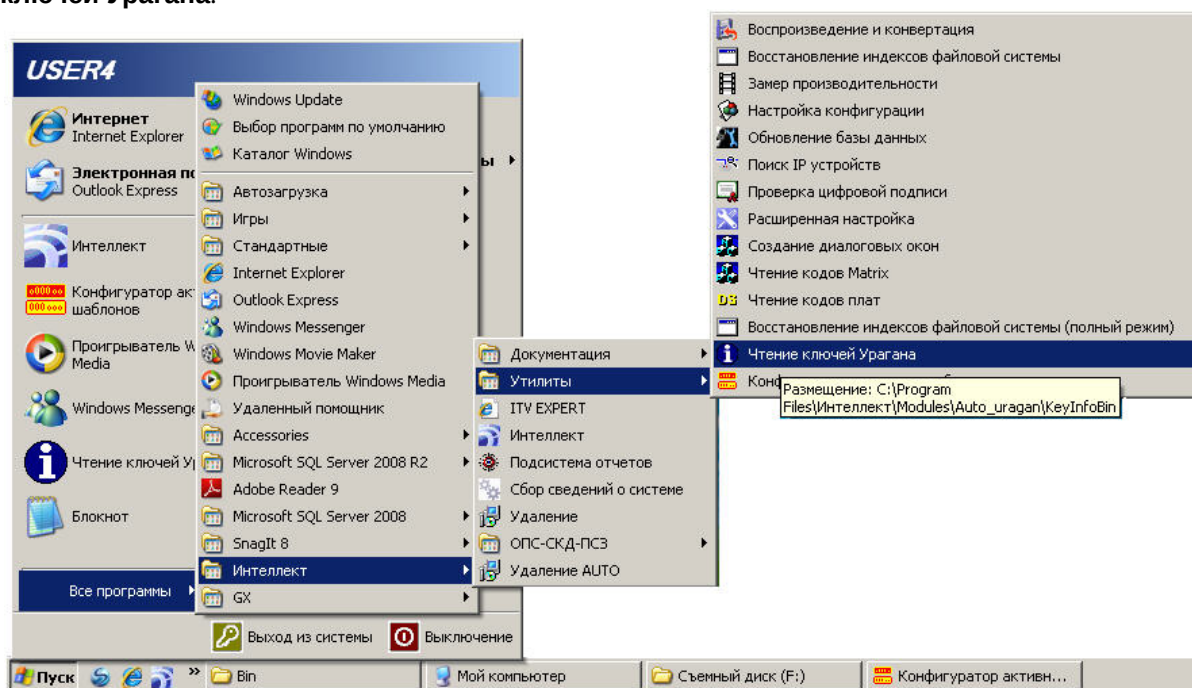 ключей Урагана.
USER4
Интернет
Internet Explorer
Электронная по
Outlook Express
Интеллект
Конфигуратор ак
шаблонов
Проигрыватель W
Media
Windows Messenge
Чтение ключей У
Блокнот
Все программы
Выход из системы
Выключение
Windows Update
Выбор программ по умолчанию
Каталог Windows
ы
Автозагрузка
Игры
Стандартные
Internet Explorer
Outlook Express
Windows Messenger
Windows Movie Maker
Проигрыватель Windows Media
Удаленный помощник
Accessories
Microsoft SQL Server 2008 R2
Adobe Reader 9
Microsoft SQL Server 2008
SnagIt 8
Интеллект
GX
Документация
Утилиты
ITV EXPERT
Интеллект
Подсистема отчетов
Сбор сведений о системе
Удаление
ОПС-СКД-ПСЗ
Удаление AUTO
Воспроизведение и конвертация
Восстановление индексов файловой системы
Замер производительности
Настройка конфигурации
Обновление базы данных
Поиск IP устройств
Проверка цифровой подписи
Расширенная настройка
Создание диалоговых окон
Чтение кодов Matrix
Чтение кодов плат
Восстановление индексов файловой системы (полный режим)
Чтение ключей Урагана
Конф
Размещение: C:\Program
Files\Интеллект\Modules\Auto_uragan\KeyInfoBin
Пуск
Bin
Мой компьютер
Съемный диск (F:)
Конфигуратор активн...